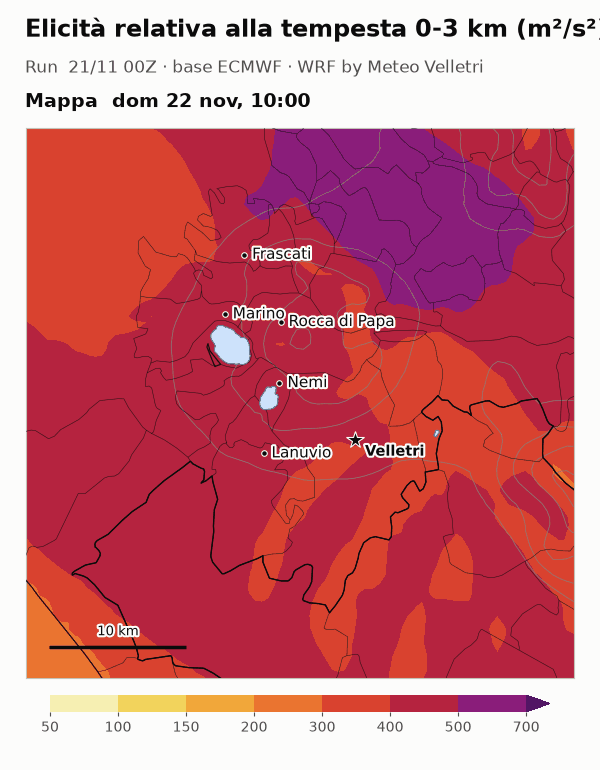 Elicità relativa alla tempesta 0-3 km (m²/s²)
Run 21/11 00Z · base ECMWF · WRF by Meteo Velletri
Mappa dom 22 nov, 10:00
Frascati
Marino
Rocca di Papa
Nemi
Lanuvio
Velletri
10 km
50 100 150 200 300 400 500 700